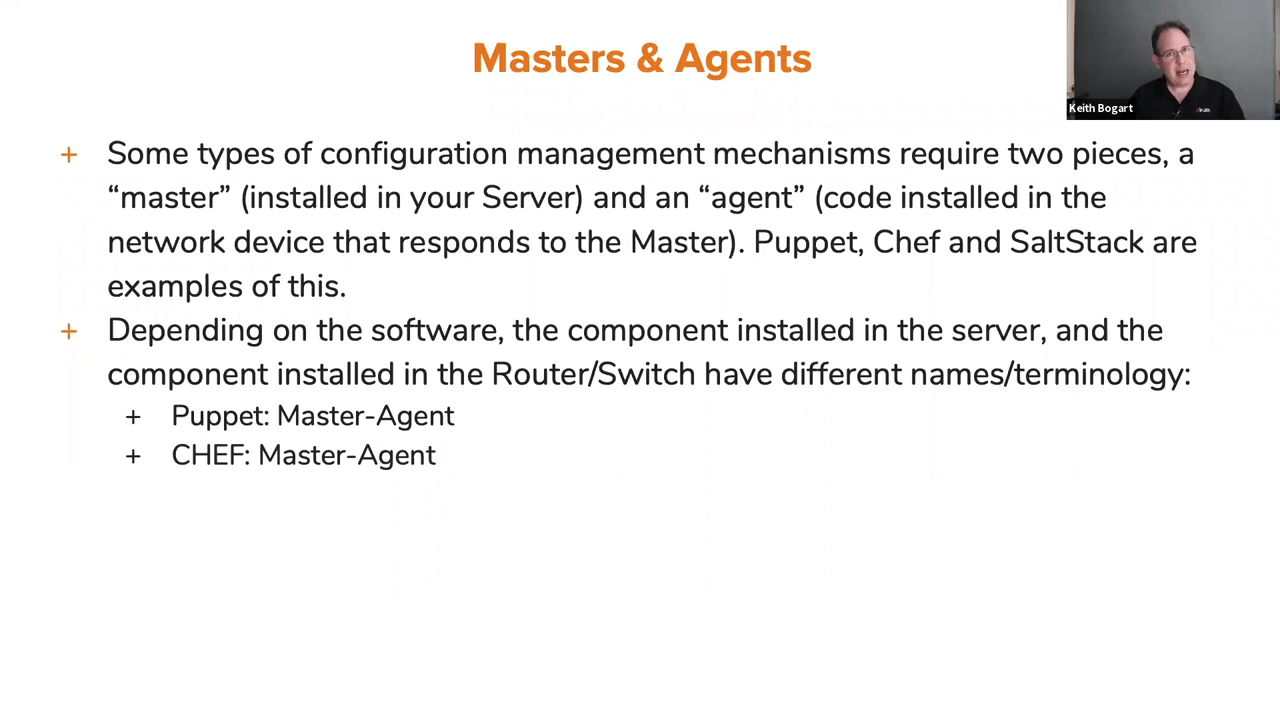 Masters & Agents
Keith Bogart
+ Some types of configuration management mechanisms require two pieces, a
“master” (installed in your Server) and an “agent” (code installed in the
network device that responds to the Master). Puppet, Chef and SaltStack are
examples of this.
+ Depending on the software, the component installed in the server, and the
component installed in the Router/Switch have different names/terminology:
+ Puppet: Master-Agent
+ CHEF: Master-Agent